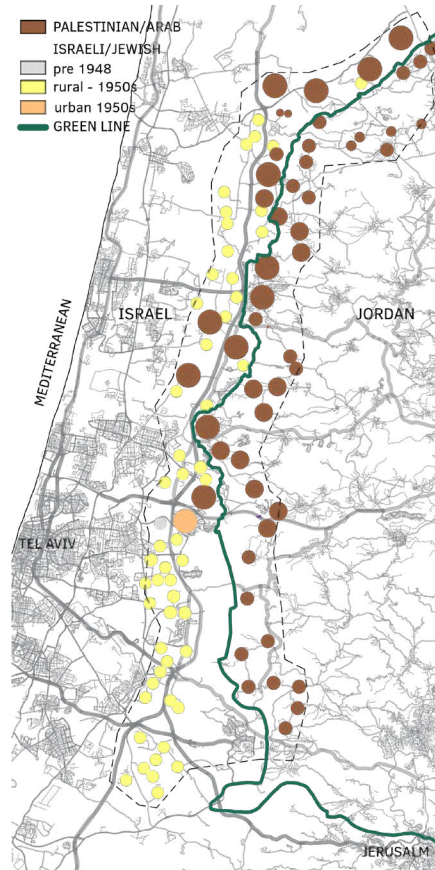 PALESTINIAN/ARAB
ISRAELI/JEWISH
pre 1948
rural - 1950s
urban 1950s
GREEN LINE
MEDITERRANEAN
ISRAEL
JORDAN
TEL AVIV
JERUSALM